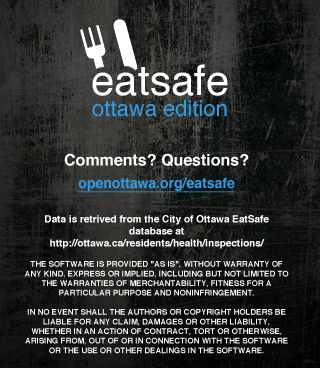 eatsafe
ottawa edition
Comments? Questions?
openottawa.org/eatsafe
Data is retrived from the City of Ottawa EatSafe
database at
http://ottawa.ca/residents/health/inspections/
THE SOFTWARE IS PROVIDED "AS IS", WITHOUT WARRANTY OF
ANY KIND, EXPRESS OR IMPLIED, INCLUDING BUT NOT LIMITED TO
THE WARRANTIES OF MERCHANTABILITY, FITNESS FOR A
PARTICULAR PURPOSE AND NONINFRINGEMENT.
IN NO EVENT SHALL THE AUTHORS OR COPYRIGHT HOLDERS BE
LIABLE FOR ANY CLAIM, DAMAGES OR OTHER LIABILITY,
WHETHER IN AN ACTION OF CONTRACT, TORT OR OTHERWISE,
ARISING FROM, OUT OF OR IN CONNECTION WITH THE SOFTWARE
OR THE USE OR OTHER DEALINGS IN THE SOFTWARE.